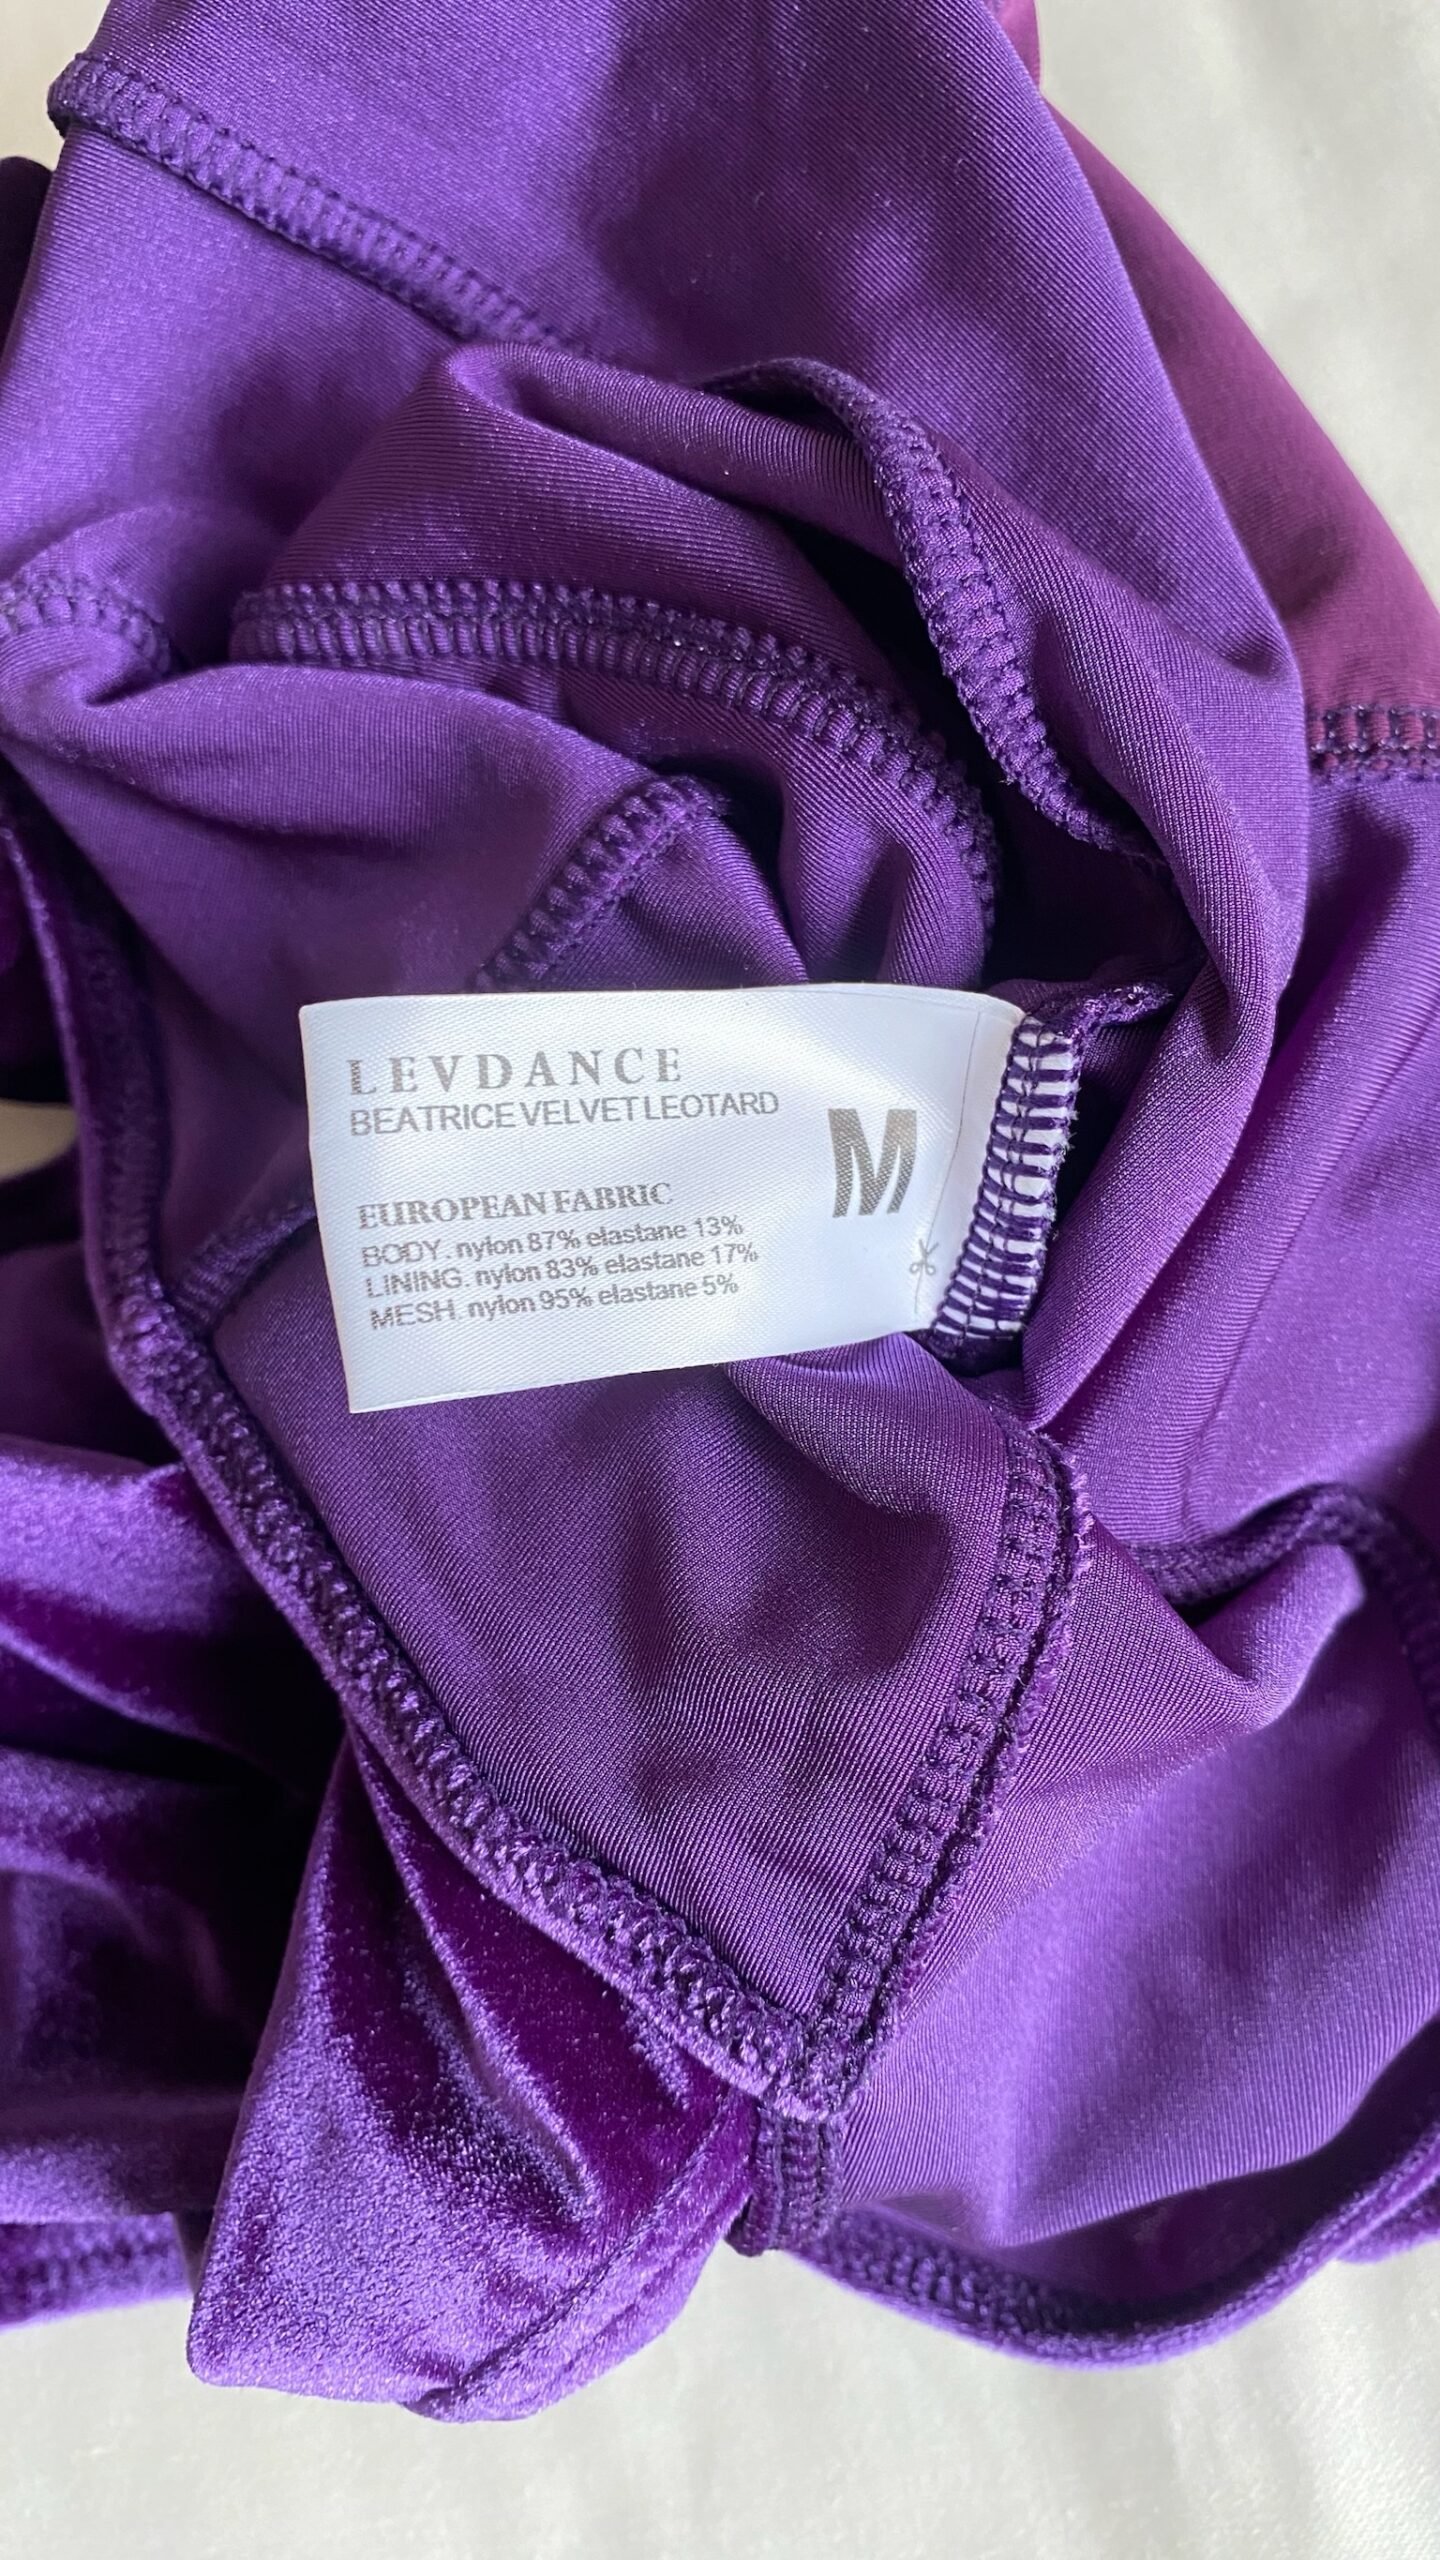 LEVDANCE
BEATRICE VELVET LEOTARD
M
EUROPEAN FABRIC
BODY. nylon 87% elastane 13%
LINING. nylon 83% elastane 17%
MESH. nylon 95% elastane 5%